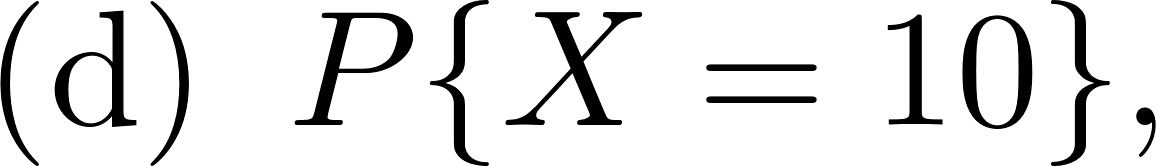 (d) P{X = 10},